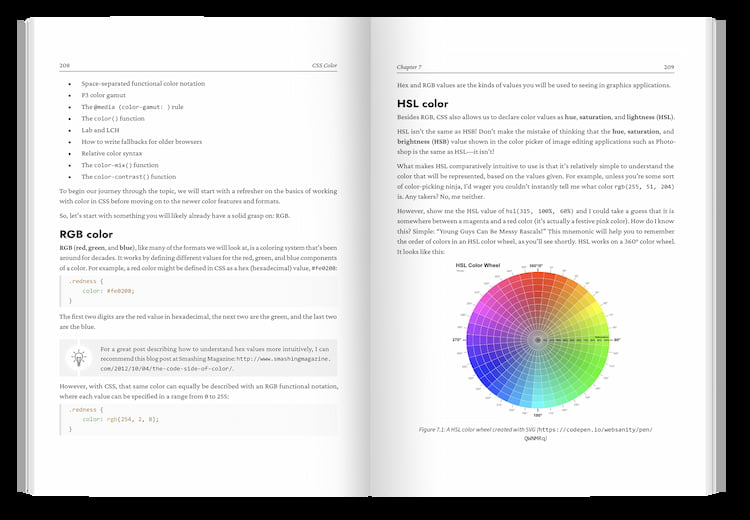 208 CSS Color
• Space-separated functional color notation
• P3 color gamut
• The @media (color-gamut: ) rule
• The color() function
• Lab and LCH
• How to write fallbacks for older browsers
• Relative color syntax
• The color-mix() function
• The color-contrast() function
To begin our journey through the topic, we will start with a refresher on the basics of working
with color in CSS before moving on to the newer color features and formats.
So, let's start with something you will likely already have a solid grasp on: RGB.
RGB color
RGB (red, green, and blue), like many of the formats we will look at, is a coloring system that's been
around for decades. It works by defining different values for the red, green, and blue components
of a color. For example, a red color might be defined in CSS as a hex (hexadecimal) value, #fe0208:
.redness {
color: #fe0208;
}
The first two digits are the red value in hexadecimal, the next two are the green, and the last two
are the blue.
For a great post describing how to understand hex values more intuitively, I can
recommend this blog post at Smashing Magazine: http://www.smashingmagazine.
com/2012/10/04/the-code-side-of-color/.
However, with CSS, that same color can equally be described with an RGB functional notation,
where each value can be specified in a range from 0 to 255:
.redness {
color: rgb(254, 2, 8);
}
Chapter 7 209
Hex and RGB values are the kinds of values you will be used to seeing in graphics applications.
HSL color
Besides RGB, CSS also allows us to declare color values as hue, saturation, and lightness (HSL).
HSL isn't the same as HSB! Don't make the mistake of thinking that the hue, saturation, and
brightness (HSB) value shown in the color picker of image editing applications such as Photo-
shop is the same as HSL—it isn't!
What makes HSL comparatively intuitive to use is that it's relatively simple to understand the
color that will be represented, based on the values given. For example, unless you're some sort
of color-picking ninja, I'd wager you couldn't instantly tell me what color rgb(255, 51, 204)
is. Any takers? No, me neither.
However, show me the HSL value of hsl(315, 100%, 60%) and I could take a guess that it is
somewhere between a magenta and a red color (it's actually a festive pink color). How do I know
this? Simple: "Young Guys Can Be Messy Rascals!" This mnemonic will help you to remember
the order of colors in an HSL color wheel, as you'll see shortly. HSL works on a 360° color wheel.
It looks like this:
HSL Color Wheel
360°/0°
270°
90°
180°
Figure 7.1: A HSL color wheel created with SVG (https://codepen.io/websanity/pen/
QWNMRq)